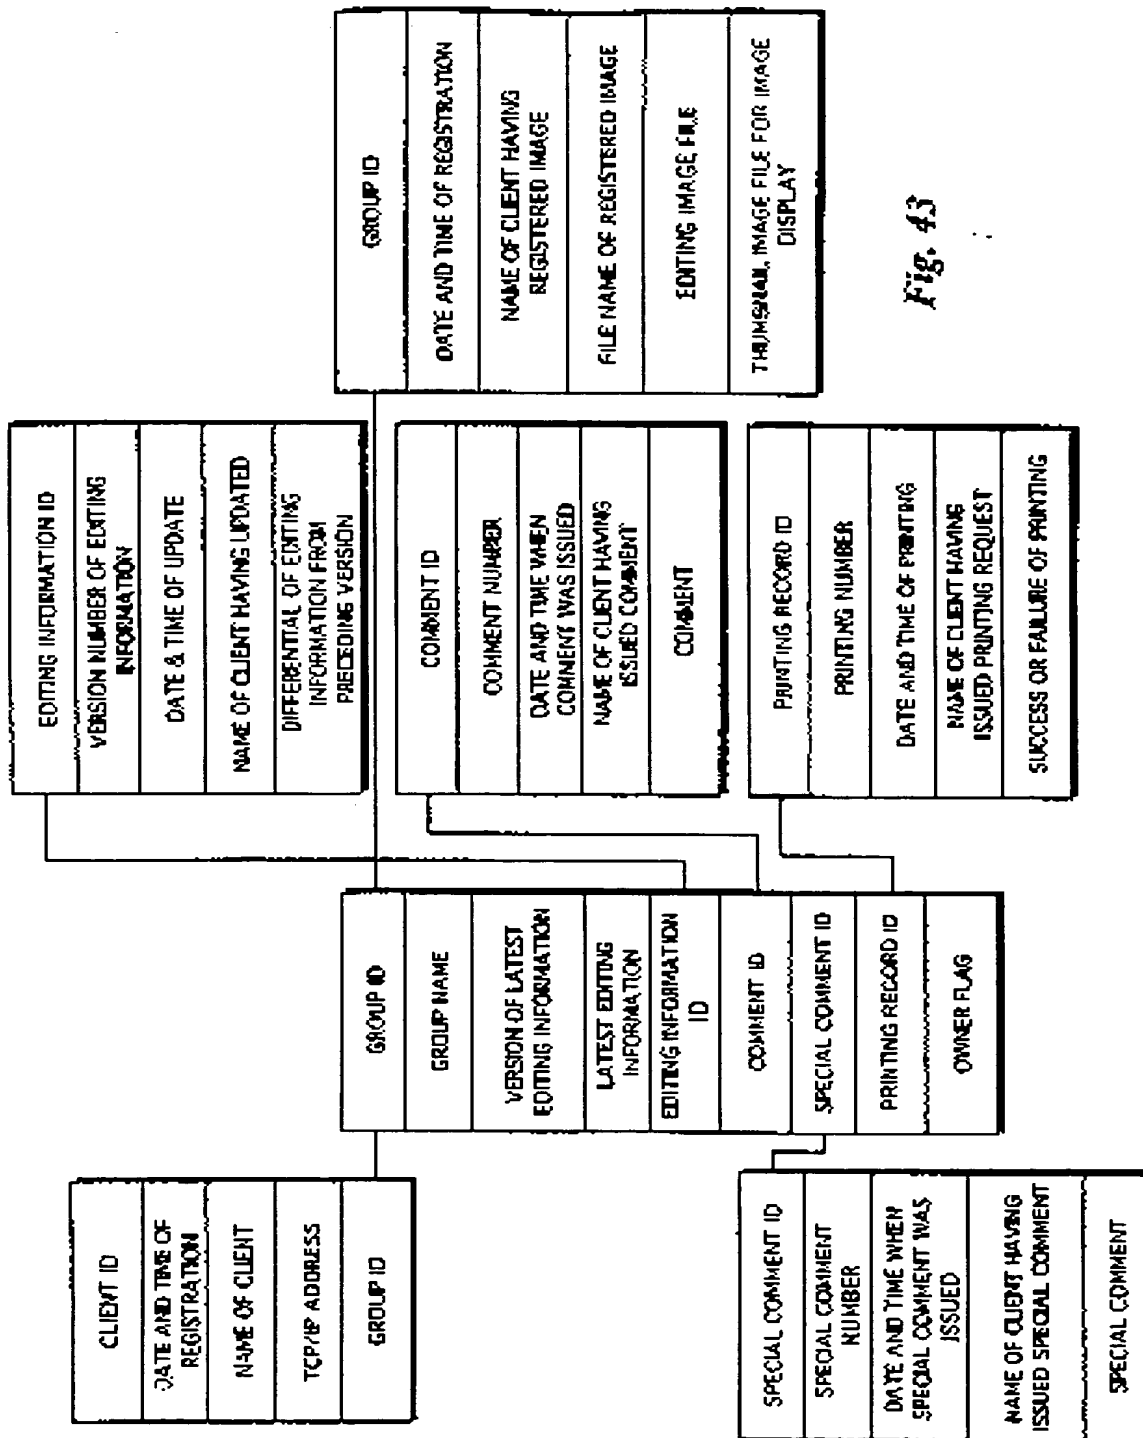 CLIENT ID
DATE AND TIME OF
REGISTRATION
NAME OF CLIENT
TCP/IP ADDRESS
GROUP ID
SPECIAL COMMENT ID
SPECIAL COMMENT
NUMBER
DATE AND TIME WHEN
SPECIAL COMMENT WAS
ISSUED
NAME OF CLIENT HAVING
ISSUED SPECIAL COMMENT
SPECIAL COMMENT
GROUP ID
GROUP NAME
VERSION OF LATEST
EDITING INFORMATION
LATEST EDITING
INFORMATION
EDITING INFORMATION
ID
COMMENT ID
SPECIAL COMMENT ID
PRINTING RECORD ID
OWNER FLAG
EDITING INFORMATION ID
VERSION NUMBER OF EDITING
INFORMATION
DATE & TIME OF UPDATE
NAME OF CLIENT HAVING UPDATED
DIFFERENTIAL OF EDITING
INFORMATION FROM
PRECEDING VERSION
COMMENT ID
COMMENT NUMBER
DATE AND TIME WHEN
COMMENT WAS ISSUED
NAME OF CLIENT HAVING
ISSUED COMMENT
COMMENT
PRINTING RECORD ID
PRINTING NUMBER
DATE AND TIME OF PRINTING
NAME OF CLIENT HAVING
ISSUED PRINTING REQUEST
SUCCESS OR FAILURE OF PRINTING
GROUP ID
DATE AND TIME OF REGISTRATION
NAME OF CLIENT HAVING
REGISTERED IMAGE
FILE NAME OF REGISTERED IMAGE
EDITING IMAGE FILE
THUMBNAIL IMAGE FILE FOR IMAGE
DISPLAY
Fig. 43